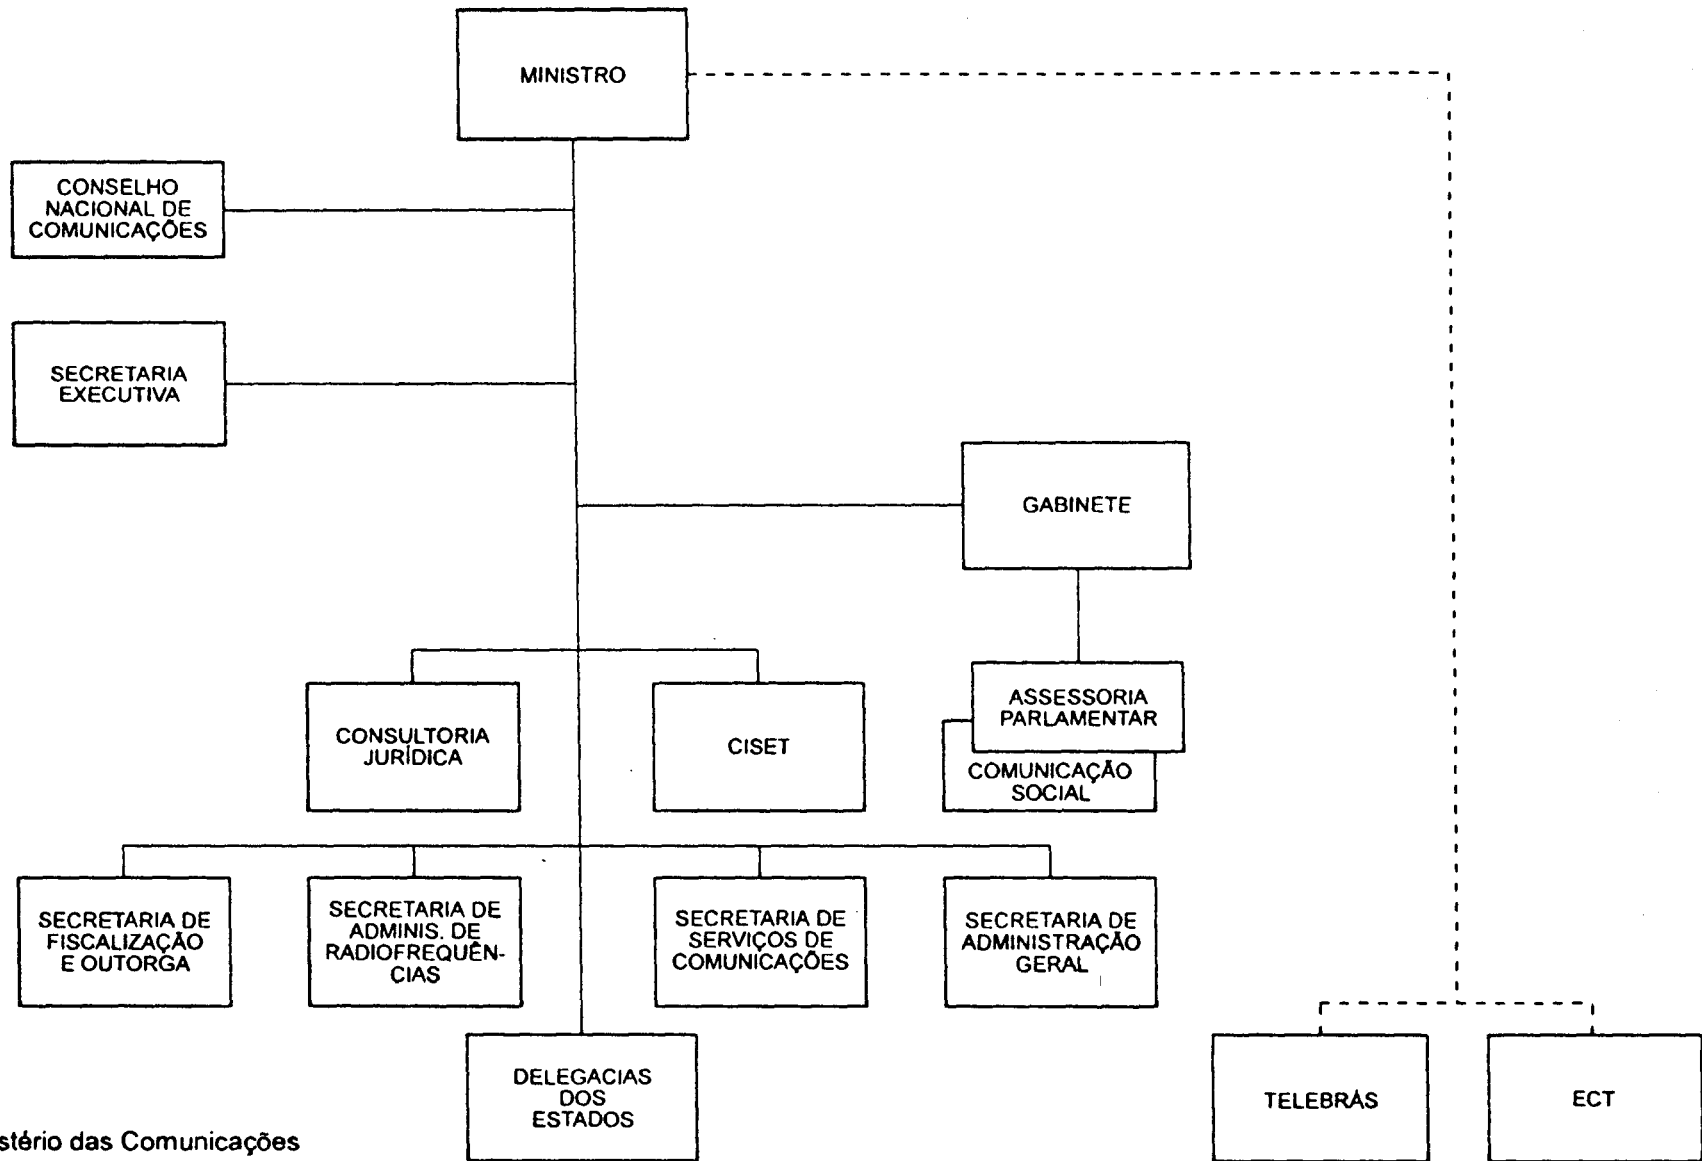 MINISTRO
CONSELHO
NACIONAL DE
COMUNICAÇÕES
SECRETARIA
EXECUTIVA
GABINETE
ASSESSORIA
PARLAMENTAR
COMUNICAÇÃO
SOCIAL
CONSULTORIA
JURÍDICA
CISET
SECRETARIA DE
FISCALIZAÇÃO
E OUTORGA
SECRETARIA DE
ADMINIS. DE
RADIOFREQUÊN-
CIAS
SECRETARIA DE
SERVIÇOS DE
COMUNICAÇÕES
SECRETARIA DE
ADMINISTRAÇÃO
GERAL
DELEGACIAS
DOS
ESTADOS
TELEBRÁS
ECT
stério das Comunicações